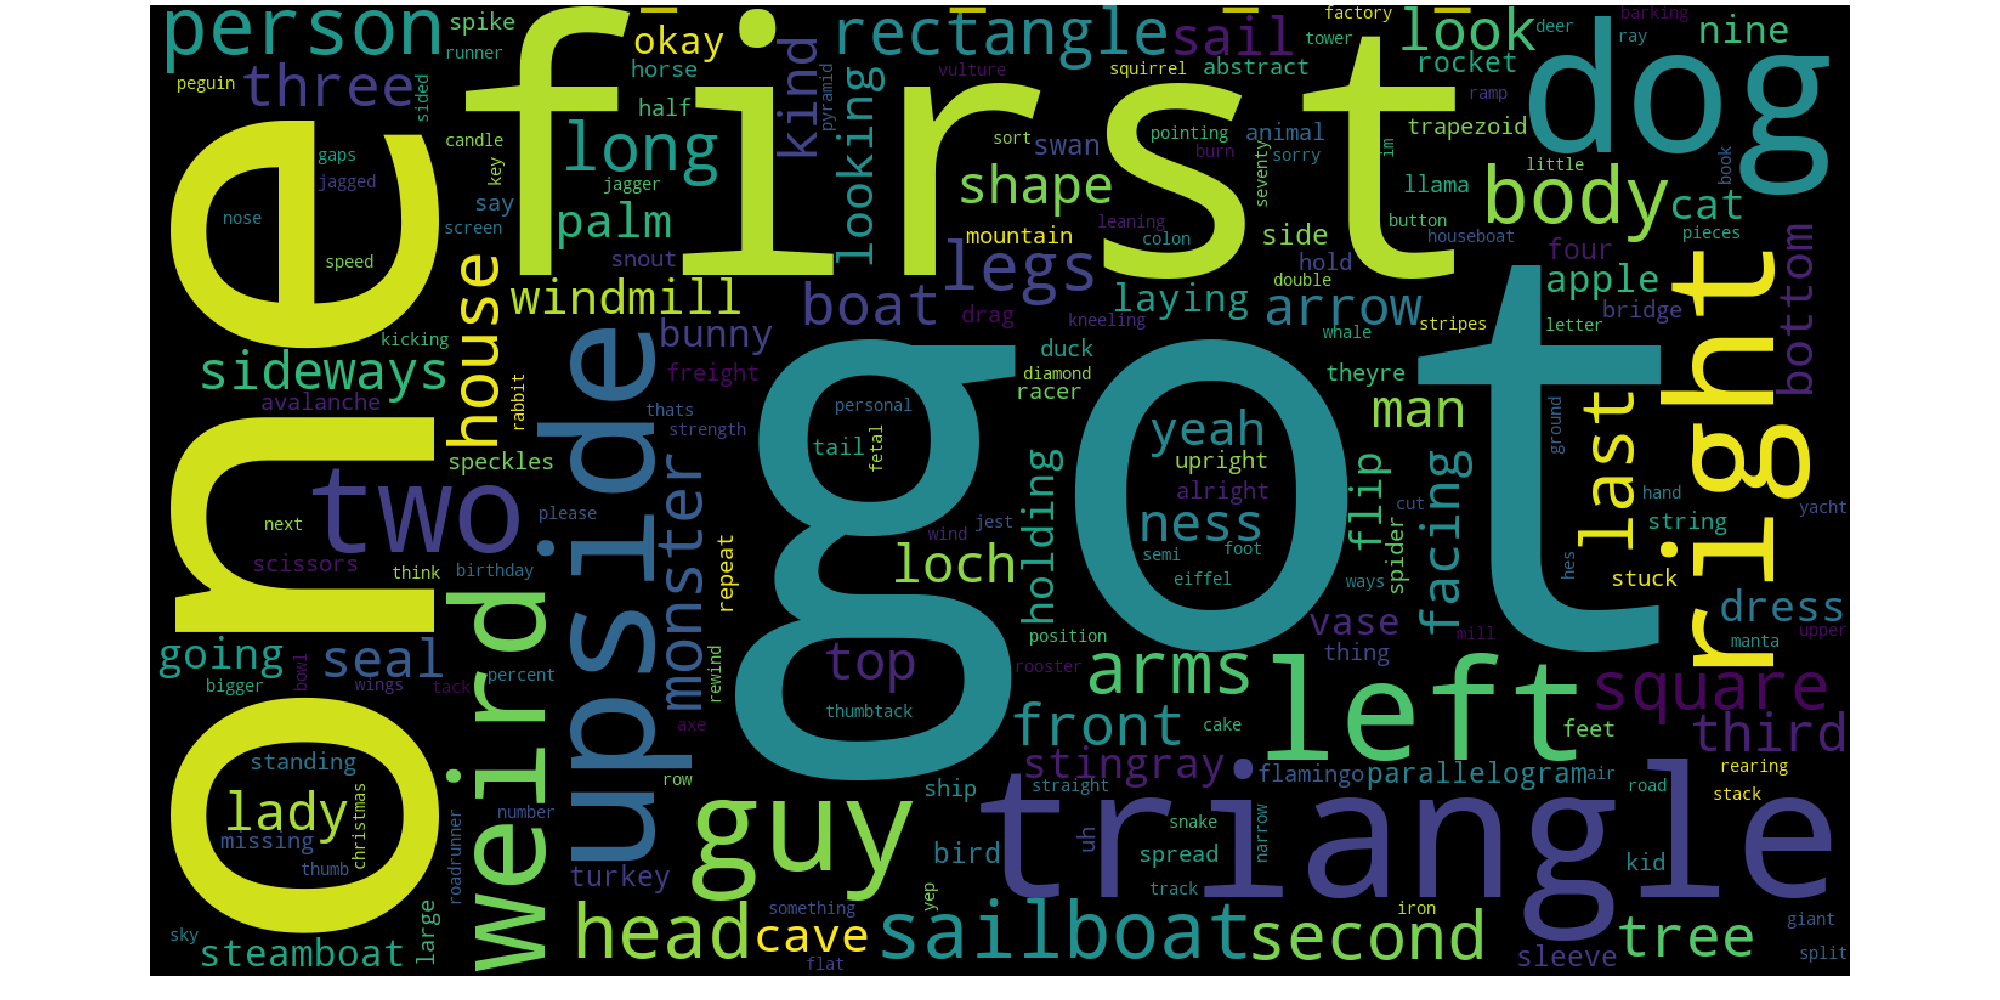 person
spike
runner
okay
horse
half
first
kind
pyramid
rectangle
looking
vulture
sail
squirrel
abstract
factory
tower
look
rocket
deer
barking
ray
nine
dog
peguin
three
sided
one
gaps
jagged
nose
speed
candle
key
say
screen
long
jagger
palm
snout
windmill
sort
swan
shape
pointing
burn
animal
sorry
seventy
im
trapezoid
ramp
llama
button
little
book
body
cat
pieces
houseboat
leaning
colon
mountain
side
hold
double
four
apple
bridge
bottom
legs
boat
drag
kneeling
laying
arrow
whale
stripes
letter
right
kicking
sideways
avalanche
house
rabbit
speckles
upside
bunny
freight
thats
strength
monster
duck
diamond
racer
theyre
man
got
personal
tail
fetal
yeah
upright
alright
ness
semi
foot
eiffel
holding
loch
wind
jest
flip
spider
cut
ways
facing
ground
hes
last
hand
string
stuck
yacht
two
next
scissors
think
please
birthday
repeat
weird
dress
manta
upper
mill
vase
thing
position
rooster
arms
left
square
third
going
bigger
bowl
seal
wings
tack
percent
rewind
axe
top
thumbtack
front
cake
feet
stingray
straight
flamingo
parallelogram
air
road
rearing
stack
standing
lady
missing
thumb
christmas
roadrunner
number
row
guy
ship
bird
uh
snake
spread
track
narrow
triangle
kid
turkey
head
something
cave
flat
yep
sailboat
second
iron
sleeve
tree
giant
split
sky
steamboat
large